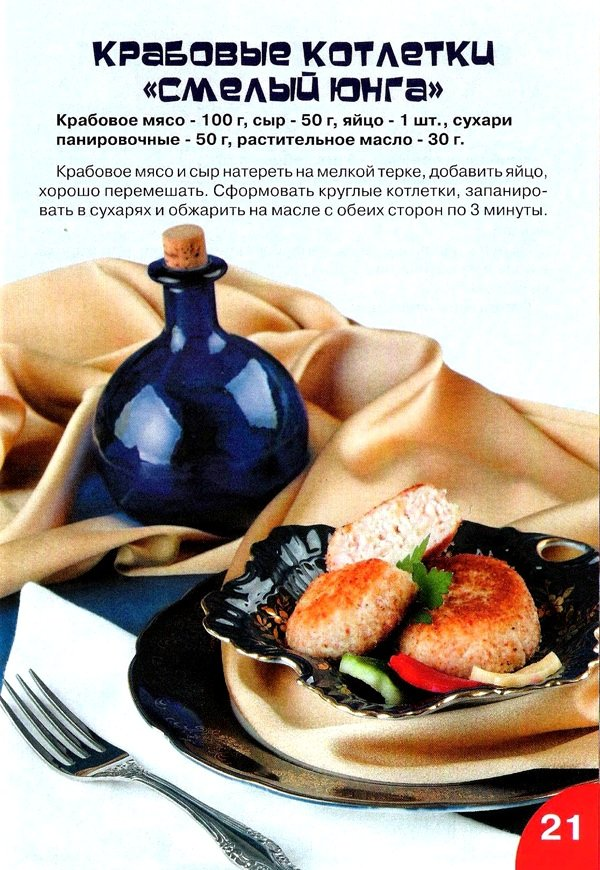 Крабовые котлетки
«Смелый юнга»
Крабовое мясо - 100 г, сыр - 50 г, яйцо - 1 шт., сухари
панировочные - 50 г, растительное масло - 30 г.
Крабовое мясо и сыр натереть на мелкой терке, добавить яйцо,
хорошо перемешать. Сформовать круглые котлетки, запаниро-
вать в сухарях и обжарить на масле с обеих сторон по 3 минуты.
21